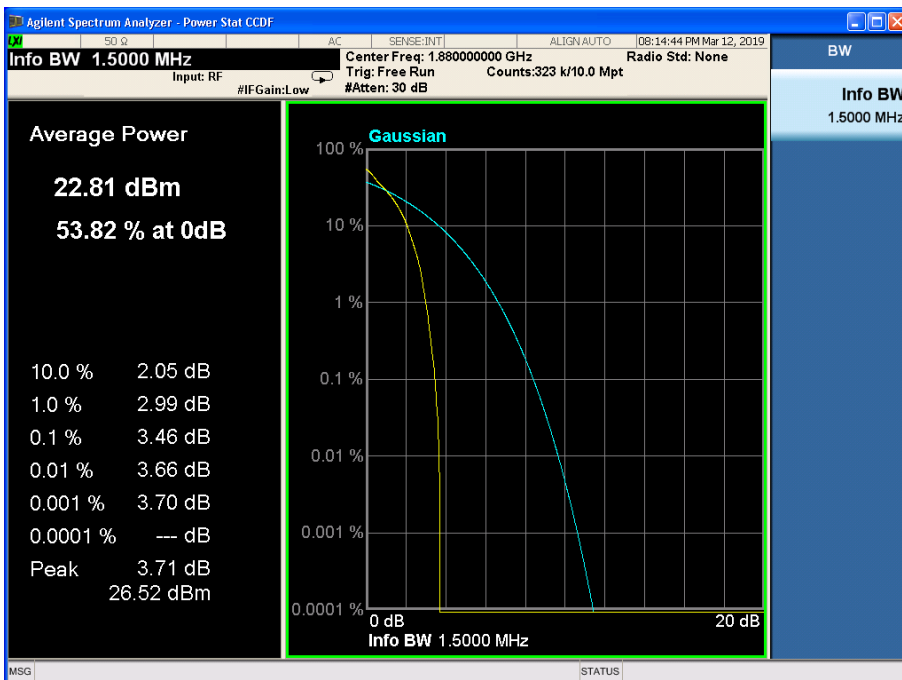 Agilent Spectrum Analyzer - Power Stat CCDF
LXI 50 Ω AC SENSE:INT ALIGN AUTO 08:14:44 PM Mar 12, 2019
Info BW 1.5000 MHz
Center Freq: 1.880000000 GHz Radio Std: None
Input: RF Trig: Free Run Counts:323 k/10.0 Mpt
#IFGain:Low #Atten: 30 dB
BW
Info BW
1.5000 MHz
Average Power
22.81 dBm
53.82 % at 0dB
10.0 % 2.05 dB
1.0 % 2.99 dB
0.1 % 3.46 dB
0.01 % 3.66 dB
0.001 % 3.70 dB
0.0001 % --- dB
Peak 3.71 dB
26.52 dBm
Gaussian
100 %
10 %
1 %
0.1 %
0.01 %
0.001 %
0.0001 %
0 dB 20 dB
Info BW 1.5000 MHz
MSG STATUS